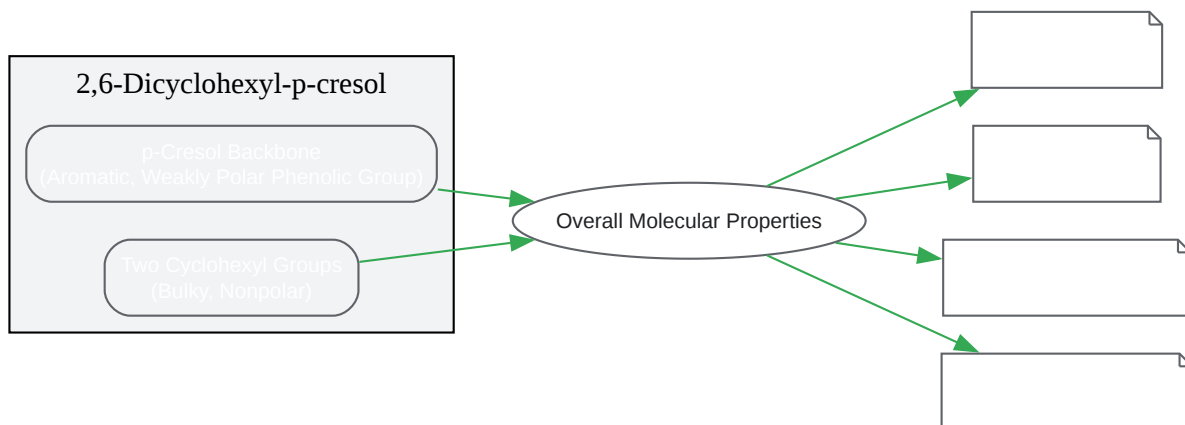 2,6-Dicyclohexyl-p-cresol
p-Cresol Backbone
(Aromatic, Weakly Polar Phenolic Group)
Two Cyclohexyl Groups
(Bulky, Nonpolar)
Overall Molecular Properties